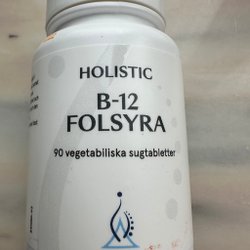 HOLISTIC
B-12
FOLSYRA
90 vegetabiliska sugtabletter